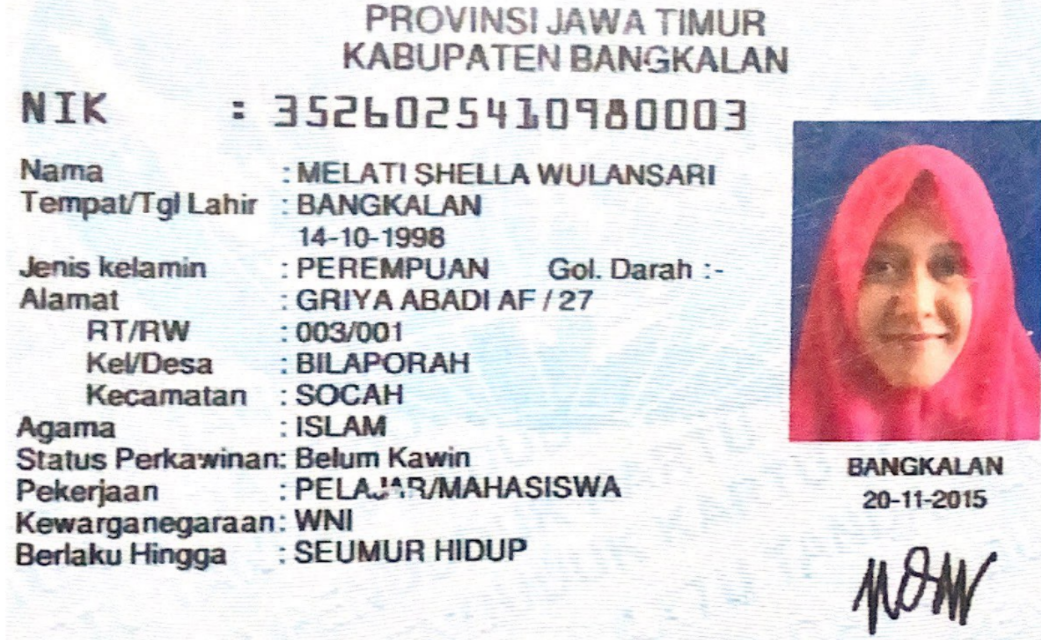 PROVINSI JAWA TIMUR
KABUPATEN BANGKALAN
NIK : 3526025410980003
Nama : MELATI SHELLA WULANSARI
Tempat/Tgl Lahir : BANGKALAN
14-10-1998
Jenis kelamin : PEREMPUAN Gol. Darah :-
Alamat : GRIYA ABADI AF / 27
RT/RW : 003/001
Kel/Desa : BILAPORAH
Kecamatan : SOCAH
Agama : ISLAM
Status Perkawinan: Belum Kawin
Pekerjaan : PELAJAR/MAHASISWA
Kewarganegaraan: WNI
Berlaku Hingga : SEUMUR HIDUP
BANGKALAN
20-11-2015